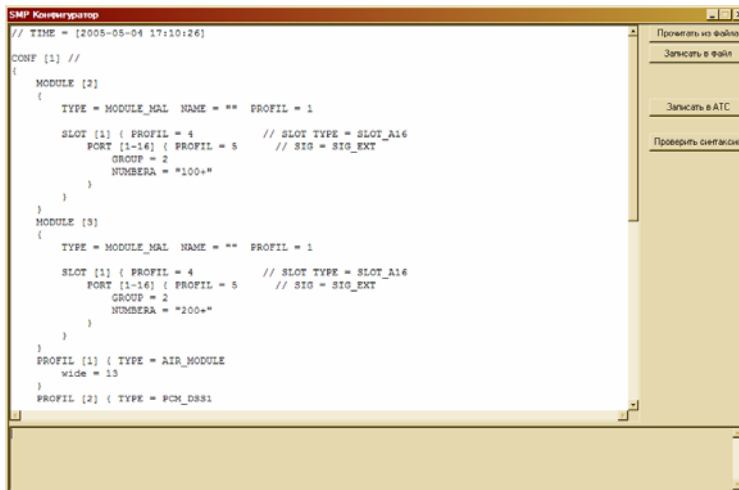 SMP Конфигуратор
// TIME = [2005-05-04 17:10:26]
CONF [1] //
{
MODULE [2]
{
TYPE = MODULE_MAL NAME = "" PROFIL = 1
SLOT [1] { PROFIL = 4 // SLOT TYPE = SLOT_A16
PORT [1-16] { PROFIL = 5 // SIG = SIG_EXT
GROUP = 2
NUMBERA = "100+"
}
}
}
MODULE [3]
{
TYPE = MODULE_MAL NAME = "" PROFIL = 1
SLOT [1] { PROFIL = 4 // SLOT TYPE = SLOT_A16
PORT [1-16] { PROFIL = 5 // SIG = SIG_EXT
GROUP = 2
NUMBERA = "200+"
}
}
}
PROFIL [1] { TYPE = AIR_MODULE
wide = 13
}
PROFIL [2] { TYPE = PCM_DSS1
Прочитать из файла
Записать в файл
Записать в АТС
Проверить синтаксис